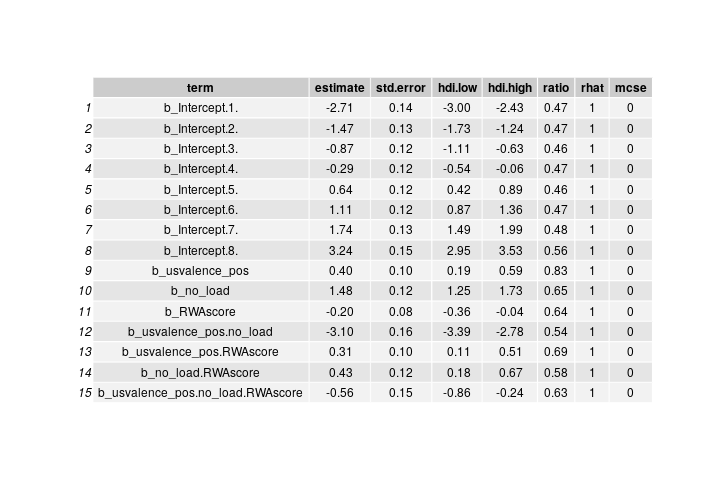 term estimate std.error hdi.low hdi.high ratio rhat mcse
1 b_Intercept.1. -2.71 0.14 -3.00 -2.43 0.47 1 0
2 b_Intercept.2. -1.47 0.13 -1.73 -1.24 0.47 1 0
3 b_Intercept.3. -0.87 0.12 -1.11 -0.63 0.46 1 0
4 b_Intercept.4. -0.29 0.12 -0.54 -0.06 0.47 1 0
5 b_Intercept.5. 0.64 0.12 0.42 0.89 0.46 1 0
6 b_Intercept.6. 1.11 0.12 0.87 1.36 0.47 1 0
7 b_Intercept.7. 1.74 0.13 1.49 1.99 0.48 1 0
8 b_Intercept.8. 3.24 0.15 2.95 3.53 0.56 1 0
9 b_usvalence_pos 0.40 0.10 0.19 0.59 0.83 1 0
10 b_no_load 1.48 0.12 1.25 1.73 0.65 1 0
11 b_RWAscore -0.20 0.08 -0.36 -0.04 0.64 1 0
12 b_usvalence_pos.no_load -3.10 0.16 -3.39 -2.78 0.54 1 0
13 b_usvalence_pos.RWAscore 0.31 0.10 0.11 0.51 0.69 1 0
14 b_no_load.RWAscore 0.43 0.12 0.18 0.67 0.58 1 0
15 b_usvalence_pos.no_load.RWAscore -0.56 0.15 -0.86 -0.24 0.63 1 0